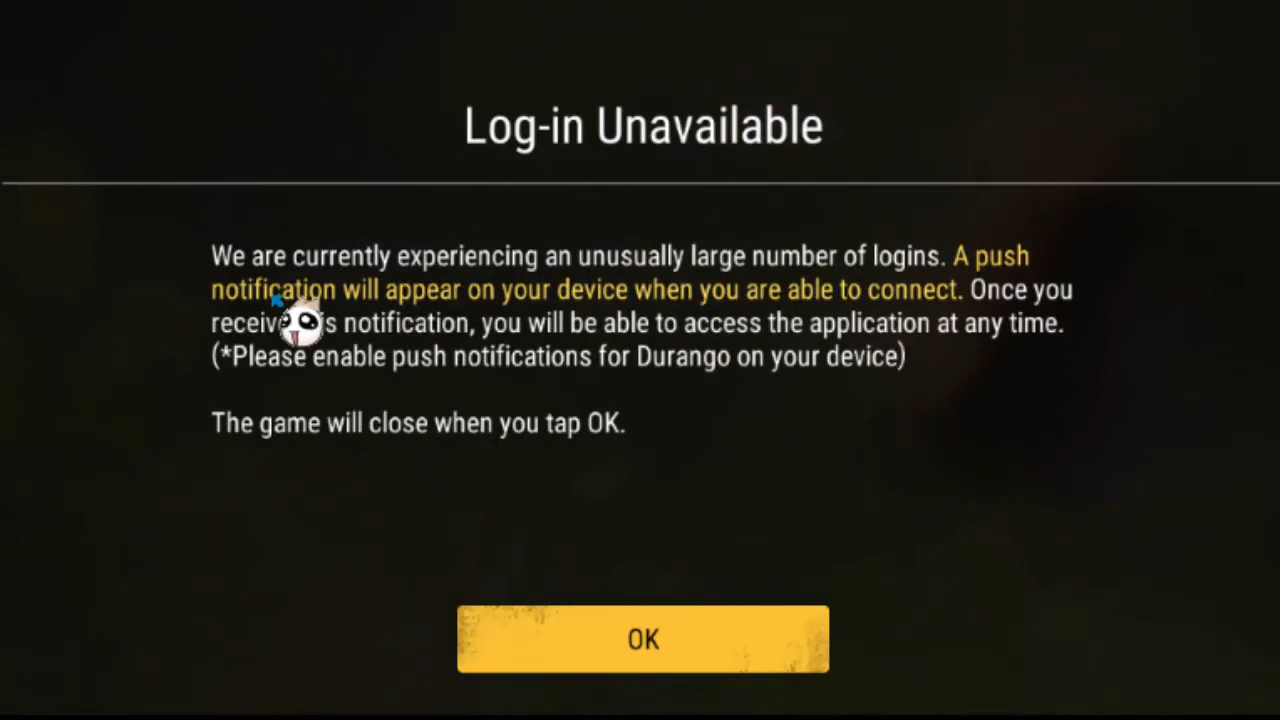 Log-in Unavailable
We are currently experiencing an unusually large number of logins. A push
notification will appear on your device when you are able to connect. Once you
notification, you will be able to access the application at any time.
(*Please enable push notifications for Durango on your device)
The game will close when you tap OK.
OK